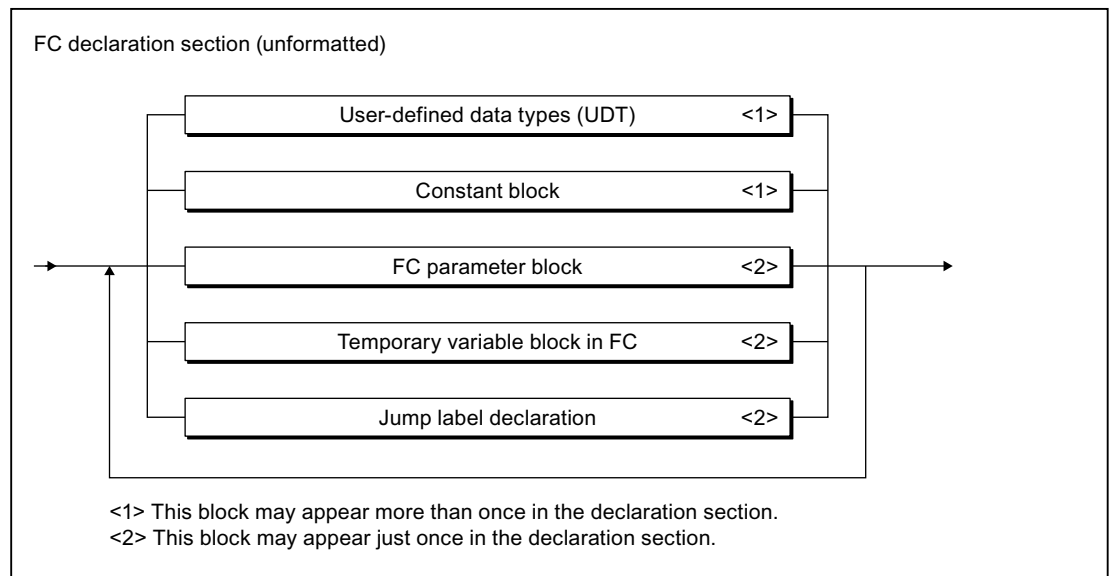 FC declaration section (unformatted)
User-defined data types (UDT) <1>
Constant block <1>
FC parameter block <2>
Temporary variable block in FC <2>
Jump label declaration <2>
<1> This block may appear more than once in the declaration section.
<2> This block may appear just once in the declaration section.